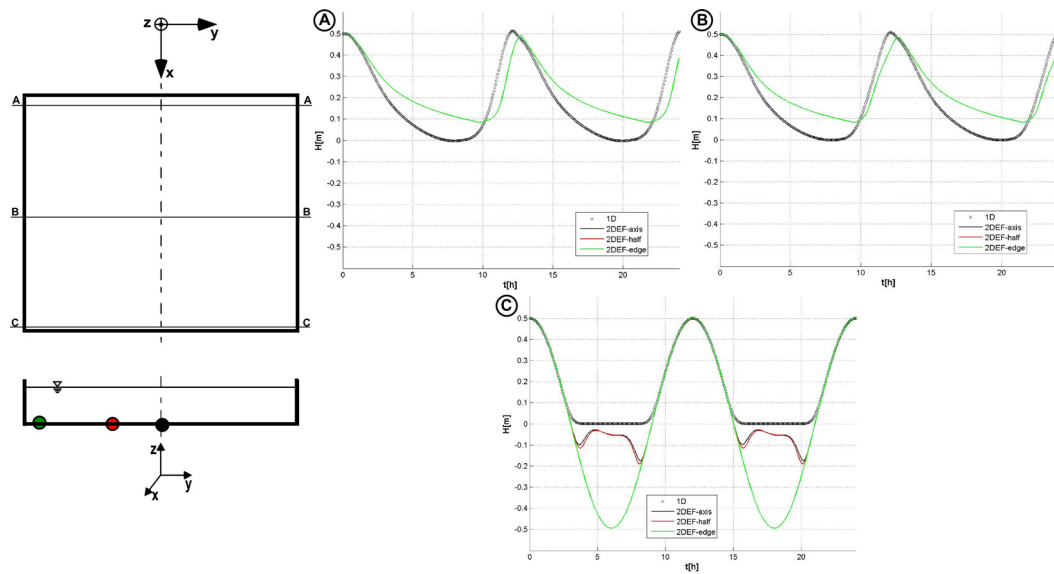 z
y
x
A
A
B
B
C
C
z
y
x
A
0.5
0.4
0.3
0.2
0.1
0
-0.1
-0.2
-0.3
-0.4
-0.5
H[m]
1D
2DEF-axis
2DEF-half
2DEF-edge
0
5
10
15
20
t[h]
B
0.5
0.4
0.3
0.2
0.1
0
-0.1
-0.2
-0.3
-0.4
-0.5
H[m]
1D
2DEF-axis
2DEF-half
2DEF-edge
0
5
10
15
20
t[h]
C
0.5
0.4
0.3
0.2
0.1
0
-0.1
-0.2
-0.3
-0.4
-0.5
H[m]
1D
2DEF-axis
2DEF-half
2DEF-edge
0
5
10
15
20
t[h]